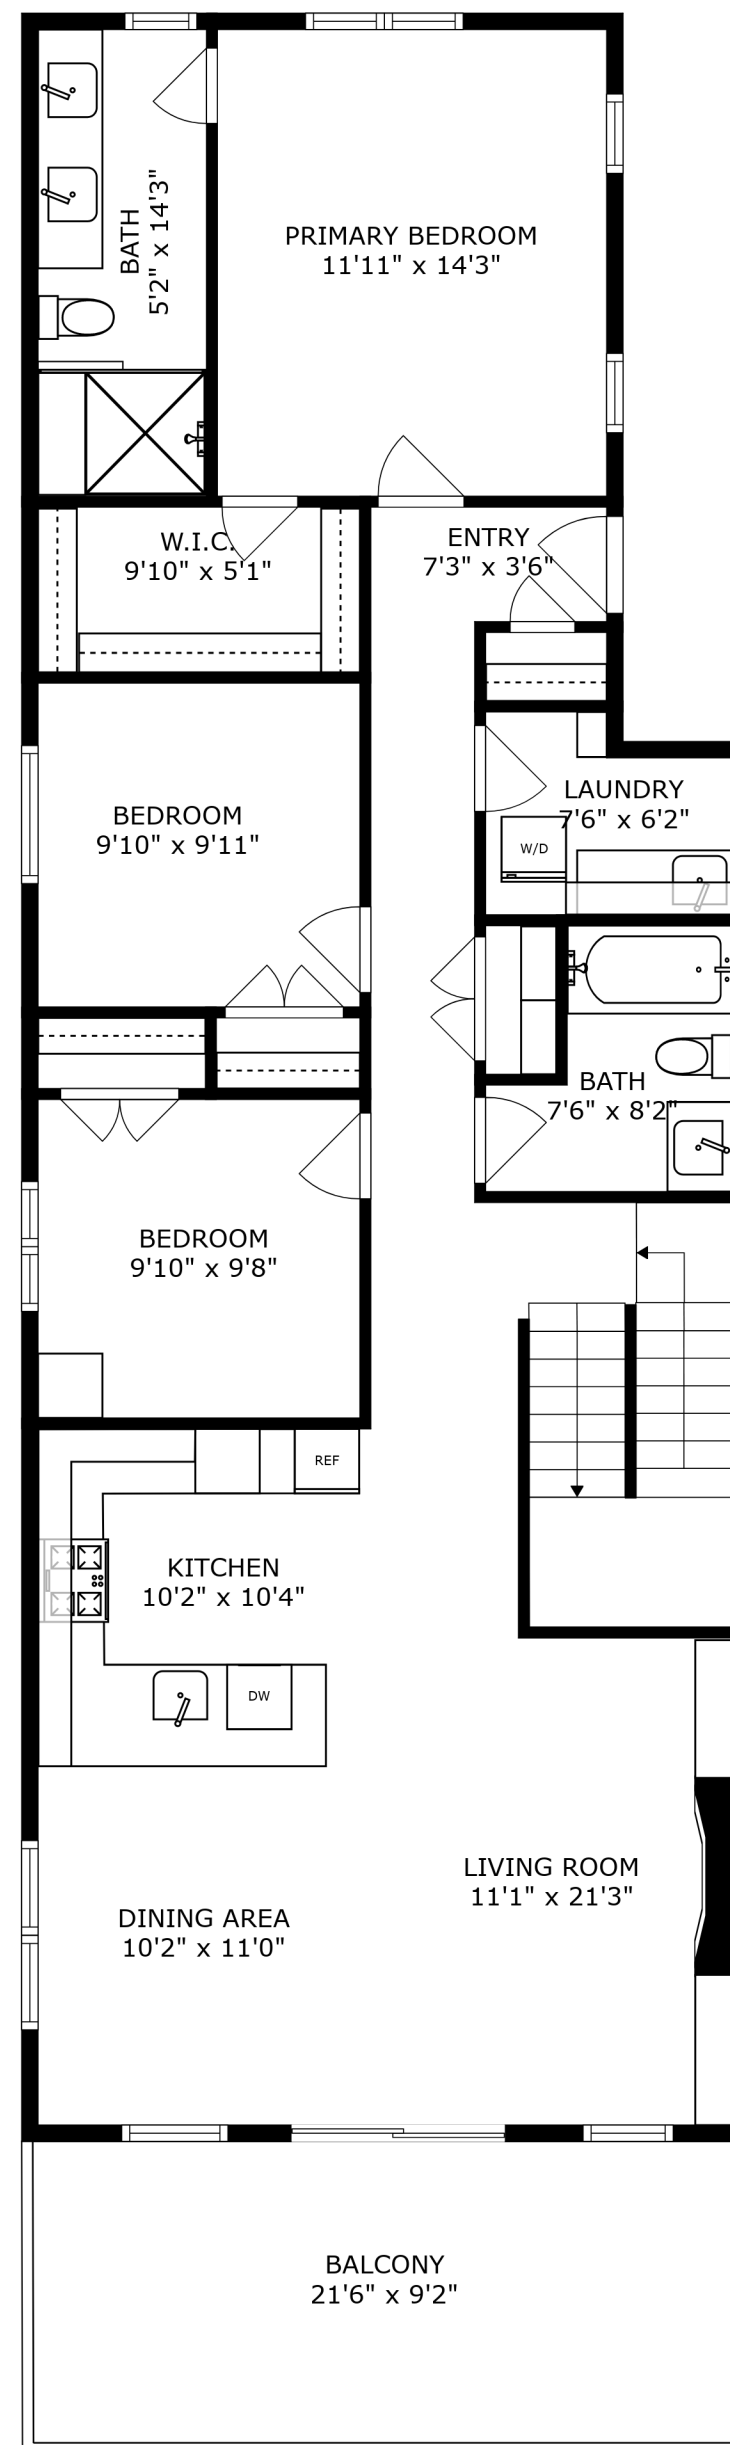 BATH
5'2" x 14'3"
PRIMARY BEDROOM
11'11" x 14'3"
W.I.C.
9'10" x 5'1"
ENTRY
7'3" x 3'6"
BEDROOM
9'10" x 9'11"
LAUNDRY
7'6" x 6'2"
W/D
BATH
7'6" x 8'2"
BEDROOM
9'10" x 9'8"
REF
KITCHEN
10'2" x 10'4"
DW
LIVING ROOM
11'1" x 21'3"
DINING AREA
10'2" x 11'0"
BALCONY
21'6" x 9'2"